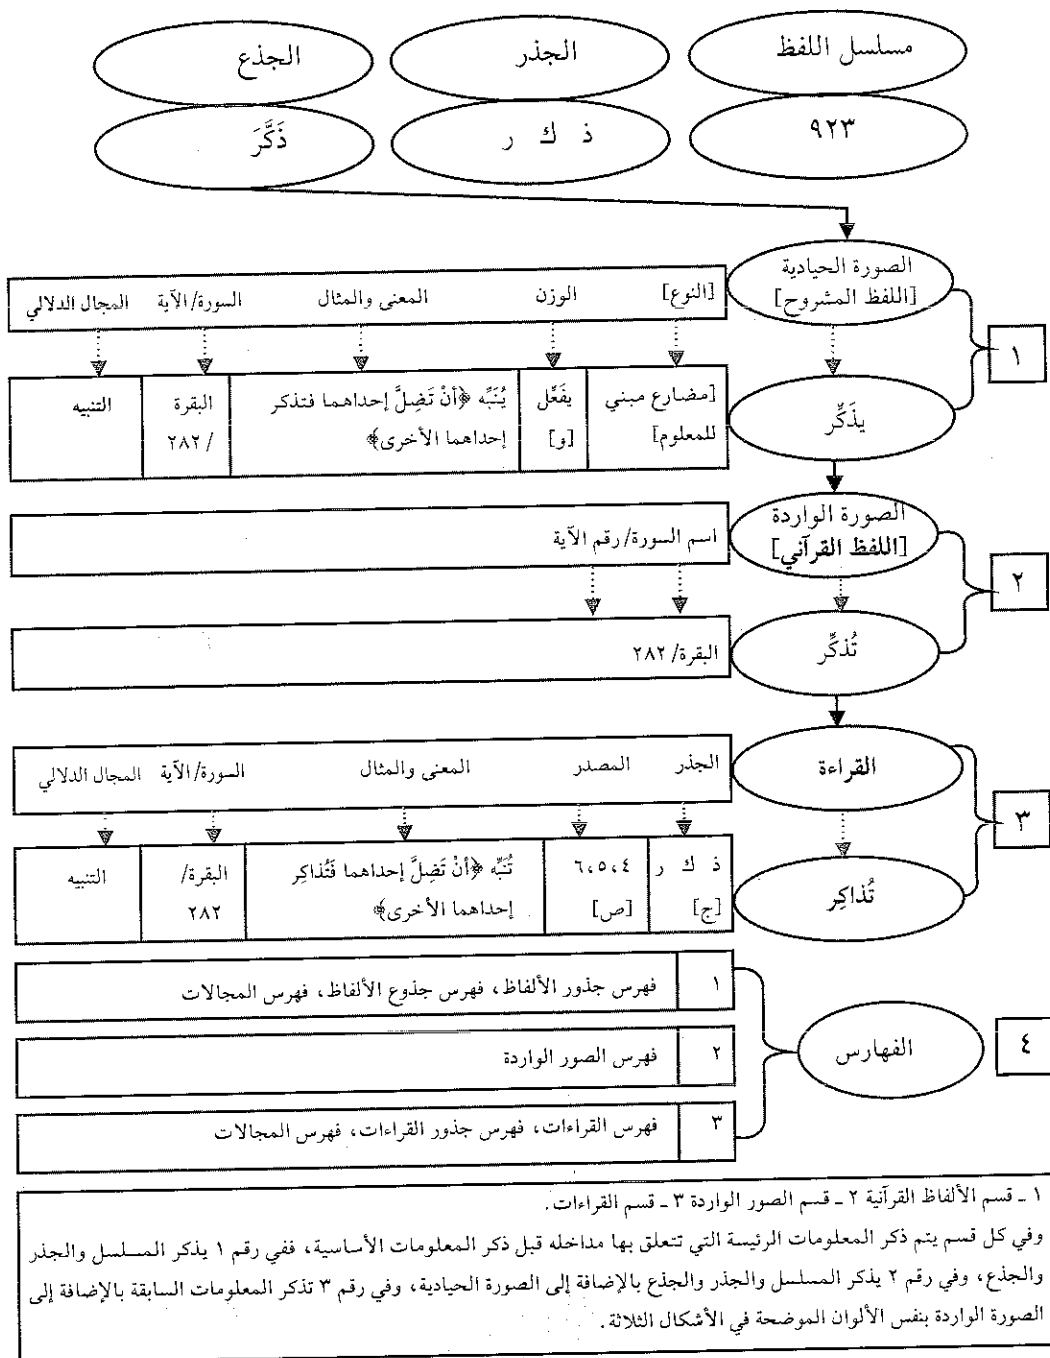 مسلسل اللفظ الجذر الجذع
٩٢٣ ذ ك ر ذَكَّرَ
الصورة الحيادية
[اللفظ المشروح]
[النوع] الوزن المعنى والمثال السورة/الآية المجال الدلالي
١
يذَكِّر
[مضارع مبني يفَعِّل يُنَبِّه ﴿أنْ تَضِلَّ إحداهما فتذكر البقرة التنبيه
للمعلوم] [و] إحداهما الأخرى﴾ /٢٨٢
الصورة الواردة
[اللفظ القرآني]
اسم السورة/رقم الآية
٢
تُذكِّر
البقرة/٢٨٢
القراءة
الجذر المصدر المعنى والمثال السورة/الآية المجال الدلالي
٣
تُذاكِر
ذ ك ر ٤،٥،٦ تُنَبِّه ﴿أنْ تَضِلَّ إحداهما فَتُذاكِر البقرة/ التنبيه
[ج] [ص] إحداهما الأخرى﴾ ٢٨٢
٤
الفهارس
١ فهرس جذور الألفاظ، فهرس جذوع الألفاظ، فهرس المجالات
٢ فهرس الصور الواردة
٣ فهرس القراءات، فهرس جذور القراءات، فهرس المجالات
١ ـ قسم الألفاظ القرآنية ٢ ـ قسم الصور الواردة ٣ ـ قسم القراءات.
وفي كل قسم يتم ذكر المعلومات الرئيسة التي تتعلق بها مداخله قبل ذكر المعلومات الأساسية، ففي رقم ١ يذكر المسلسل والجذر
والجذع، وفي رقم ٢ يذكر المسلسل والجذر والجذع بالإضافة إلى الصورة الحيادية، وفي رقم ٣ تذكر المعلومات السابقة بالإضافة إلى
الصورة الواردة بنفس الألوان الموضحة في الأشكال الثلاثة.